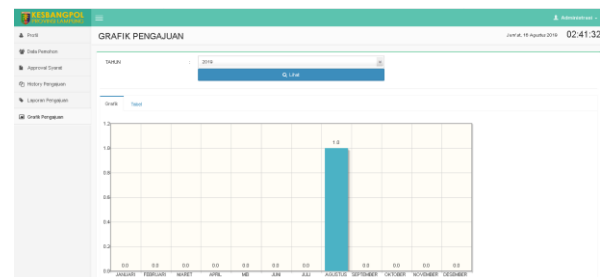 KESBANGPOL
PROVINSI LAMPUNG
Administrator
Profil
Data Pemohon
Approval Syarat
History Pengajuan
Laporan Pengajuan
Grafik Pengajuan
GRAFIK PENGAJUAN
Jum'at, 16 Agustus 2019 02:41:32
TAHUN : 2019
Lihat
Grafik Tabel
1.2
1.0
0.8
0.6
0.4
0.2
0.0
0.0 0.0 0.0 0.0 0.0 0.0 0.0 1.0 0.0 0.0 0.0 0.0
JANUARI FEBRUARI MARET APRIL MEI JUNI JULI AGUSTUS SEPTEMBER OKTOBER NOVEMBER DESEMBER